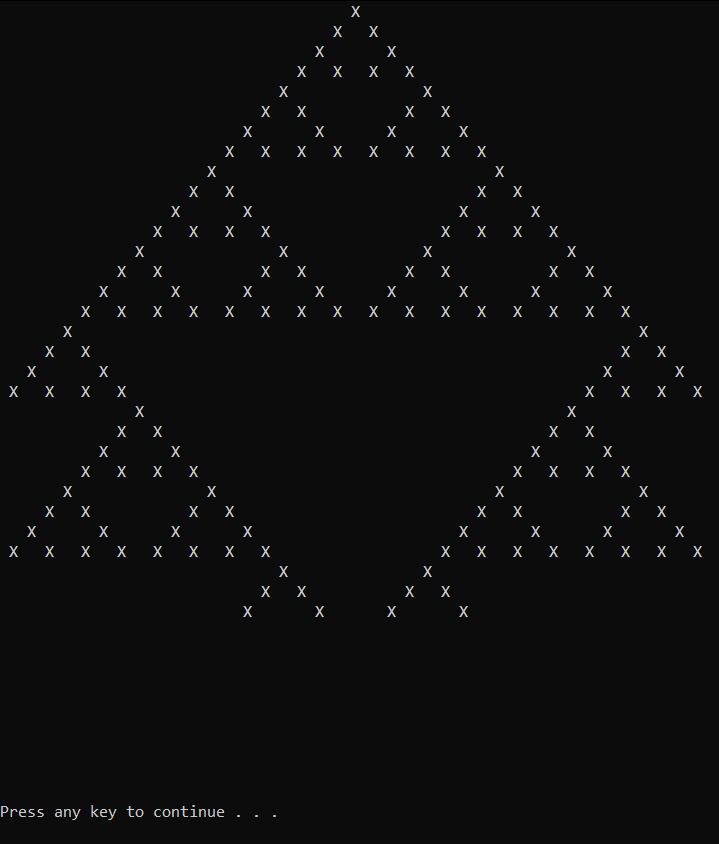 X
                                     X   X
                                   X       X
                                 X   X   X   X
                               X               X
                             X   X           X   X
                           X       X       X       X
                         X   X   X   X   X   X   X   X
                       X                               X
                     X   X                           X   X
                   X       X                       X       X
                 X   X   X   X                   X   X   X   X
               X               X               X               X
             X   X           X   X           X   X           X   X
           X       X       X       X       X       X       X       X
         X   X   X   X   X   X   X   X   X   X   X   X   X   X   X   X
       X                                                               X
     X   X                                                           X   X
   X       X                                                       X       X
 X   X   X   X                                                   X   X   X   X
               X                                               X
             X   X                                           X   X
           X       X                                       X       X
         X   X   X   X                                   X   X   X   X
       X               X                               X               X
     X   X           X   X                           X   X           X   X
   X       X       X       X                       X       X       X       X
 X   X   X   X   X   X   X   X                   X   X   X   X   X   X   X   X
                               X               X
                             X   X           X   X
                           X       X       X       X
Press any key to continue . . .